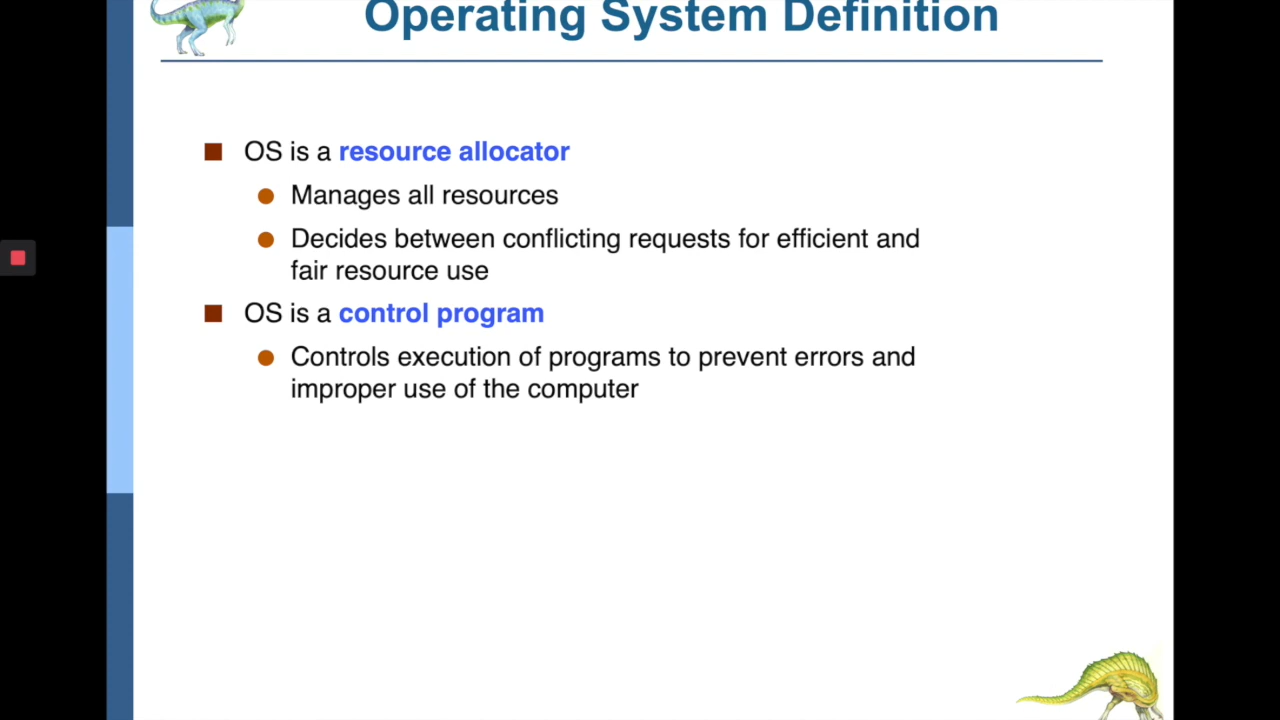 Operating System Definition
OS is a resource allocator
Manages all resources
Decides between conflicting requests for efficient and
fair resource use
OS is a control program
Controls execution of programs to prevent errors and
improper use of the computer